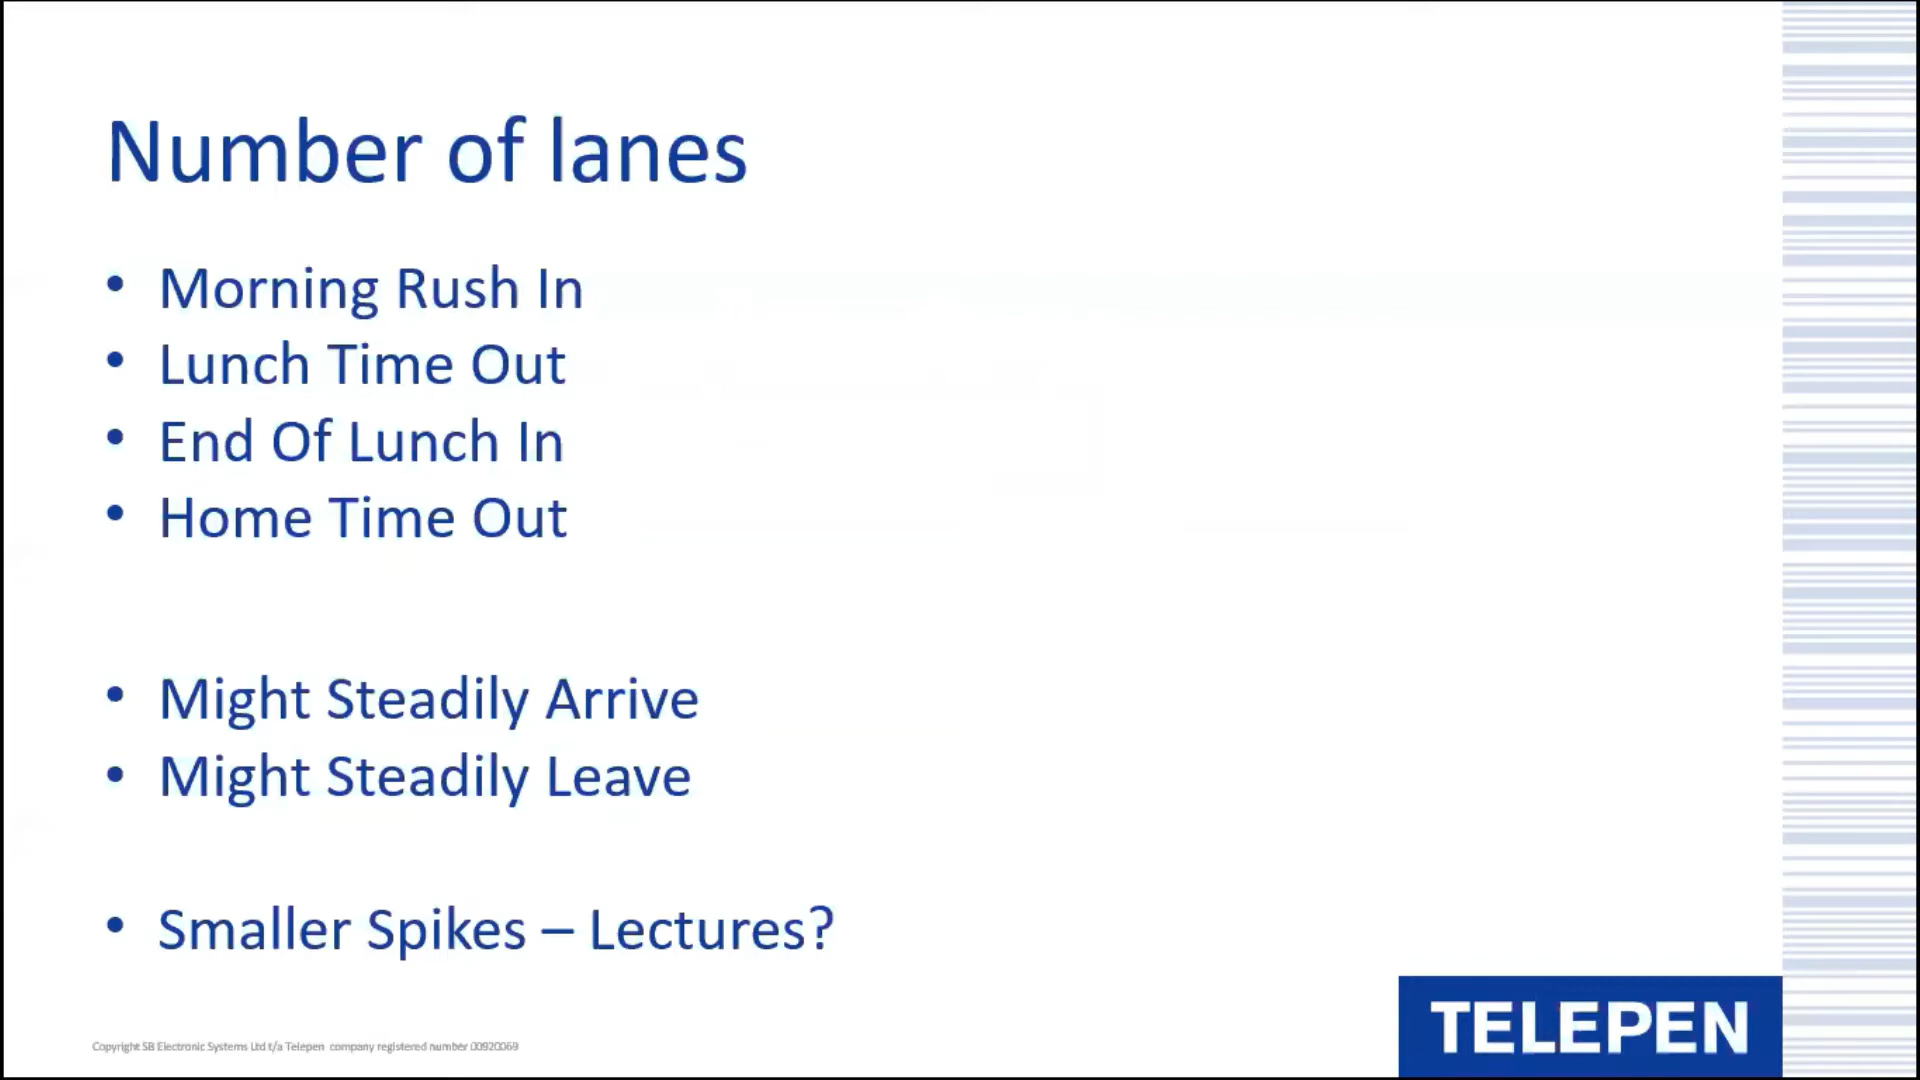 Number of lanes
• Morning Rush In
• Lunch Time Out
• End Of Lunch In
• Home Time Out
• Might Steadily Arrive
• Might Steadily Leave
• Smaller Spikes – Lectures?
TELEPEN
Copyright SB Electronic Systems Ltd t/a Telepen company registered number 00920069